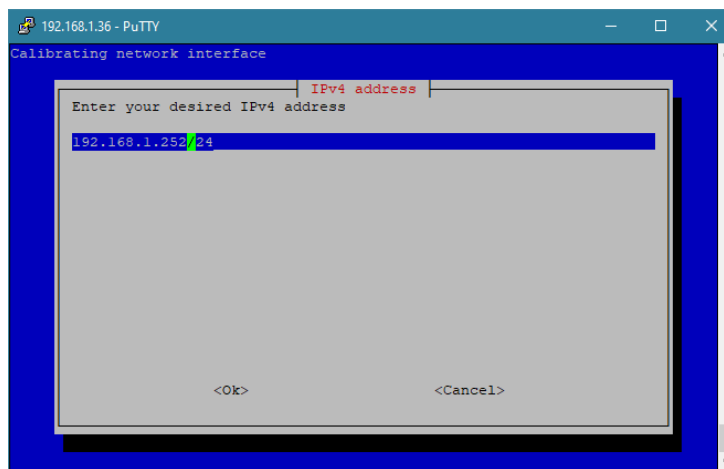 192.168.1.36 - PuTTY
Calibrating network interface
IPv4 address
Enter your desired IPv4 address
192.168.1.252/24
<Ok> <Cancel>